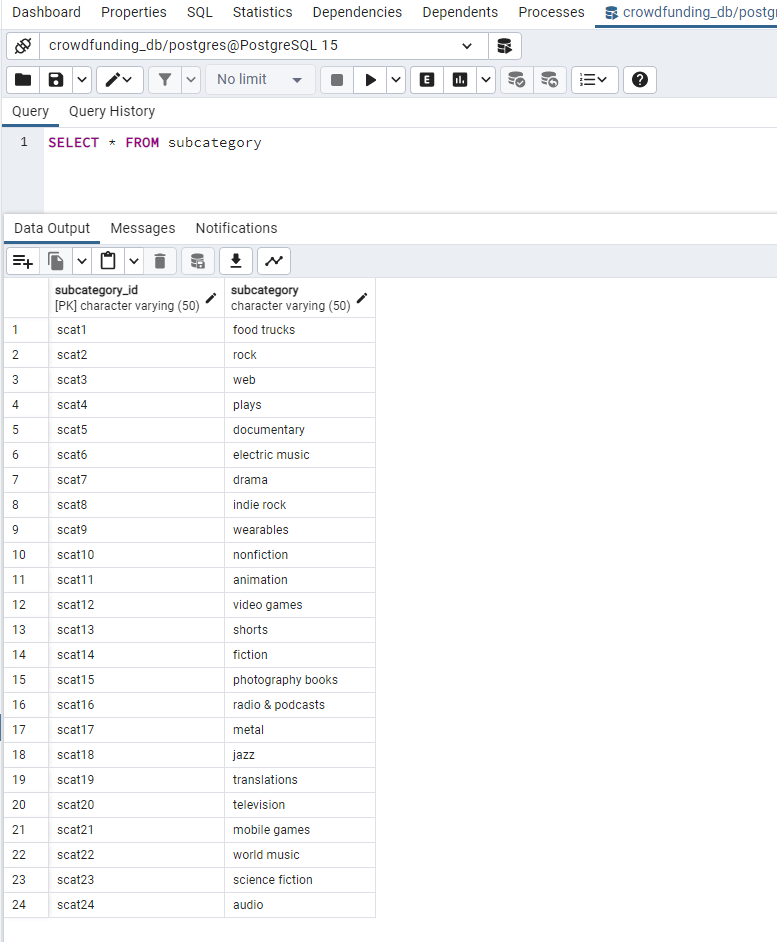 Dashboard Properties SQL Statistics Dependencies Dependents Processes crowdfunding_db/postgr
crowdfunding_db/postgres@PostgreSQL 15
No limit E
Query Query History
1 SELECT * FROM subcategory
Data Output Messages Notifications
subcategory_id subcategory
[PK] character varying (50) character varying (50)
1 scat1 food trucks
2 scat2 rock
3 scat3 web
4 scat4 plays
5 scat5 documentary
6 scat6 electric music
7 scat7 drama
8 scat8 indie rock
9 scat9 wearables
10 scat10 nonfiction
11 scat11 animation
12 scat12 video games
13 scat13 shorts
14 scat14 fiction
15 scat15 photography books
16 scat16 radio & podcasts
17 scat17 metal
18 scat18 jazz
19 scat19 translations
20 scat20 television
21 scat21 mobile games
22 scat22 world music
23 scat23 science fiction
24 scat24 audio